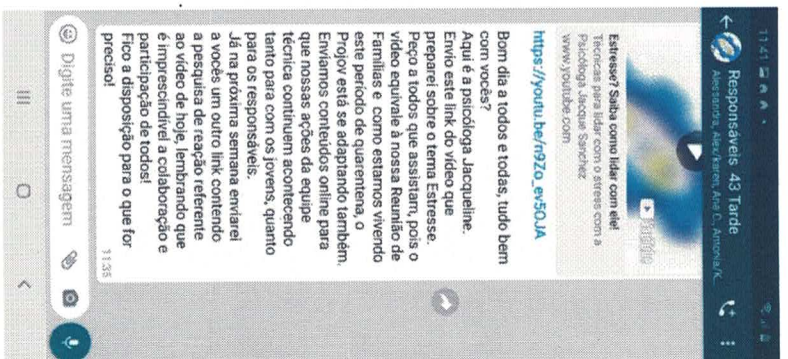 11:41
Responsáveis 43 Tarde
Alessandra, Alex/karen, Ane C., Antonia/K...
Estresse? Saiba como lidar com ele!
Técnicas para lidar com o stress com a
Psicóloga Jacque Sanchez
www.youtube.com
https://youtu.be/rr9Zo_ev5OJA
Bom dia a todos e todas, tudo bem
com vocês?
Aqui é a psicóloga Jacqueline.
Envio este link do vídeo que
preparei sobre o tema Estresse.
Peço a todos que assistam, pois o
vídeo equivale à nossa Reunião de
Famílias e como estamos vivendo
este período de quarentena, o
Projov está se adaptando também.
Enviamos conteúdos online para
que nossas ações da equipe
técnica continuem acontecendo
tanto para com os jovens, quanto
para os responsáveis.
Já na próxima semana enviarei
a vocês um outro link contendo
a pesquisa de reação referente
ao vídeo de hoje, lembrando que
é imprescindível a colaboração e
participação de todos!
Fico a disposição para o que for
preciso!
11:35
Digite uma mensagem